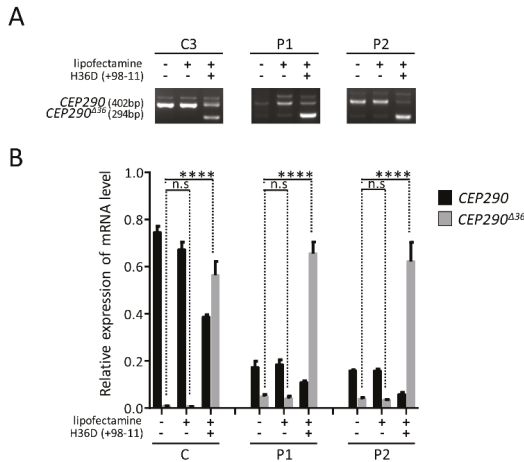 A
C3 P1 P2
lipofectamine - + + - + + - + +
H36D (+98-11) - - + - - + - - +
CEP290 (402bp)
CEP290Δ36 (294bp)
B
**** **** ****
n.s n.s n.s
Relative expression of mRNA level
1.0
0.8
0.6
0.4
0.2
0.0
CEP290
CEP290Δ36
lipofectamine - + + - + + - + +
H36D (+98-11) - - + - - + - - +
C P1 P2